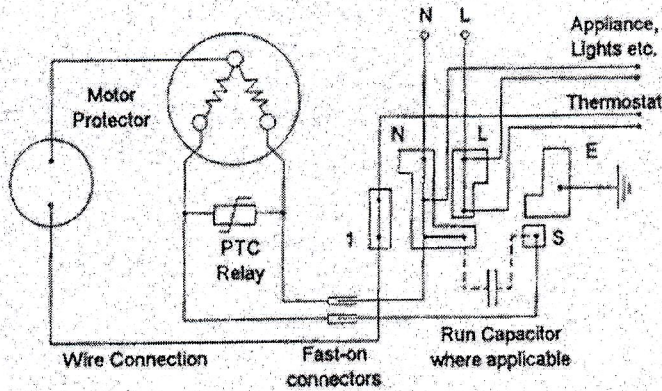 N L
Appliance,
Lights etc.
Motor
Protector
Thermostat
N L E
PTC
Relay
1 S
Wire Connection
Fast-on
connectors
Run Capacitor
where applicable